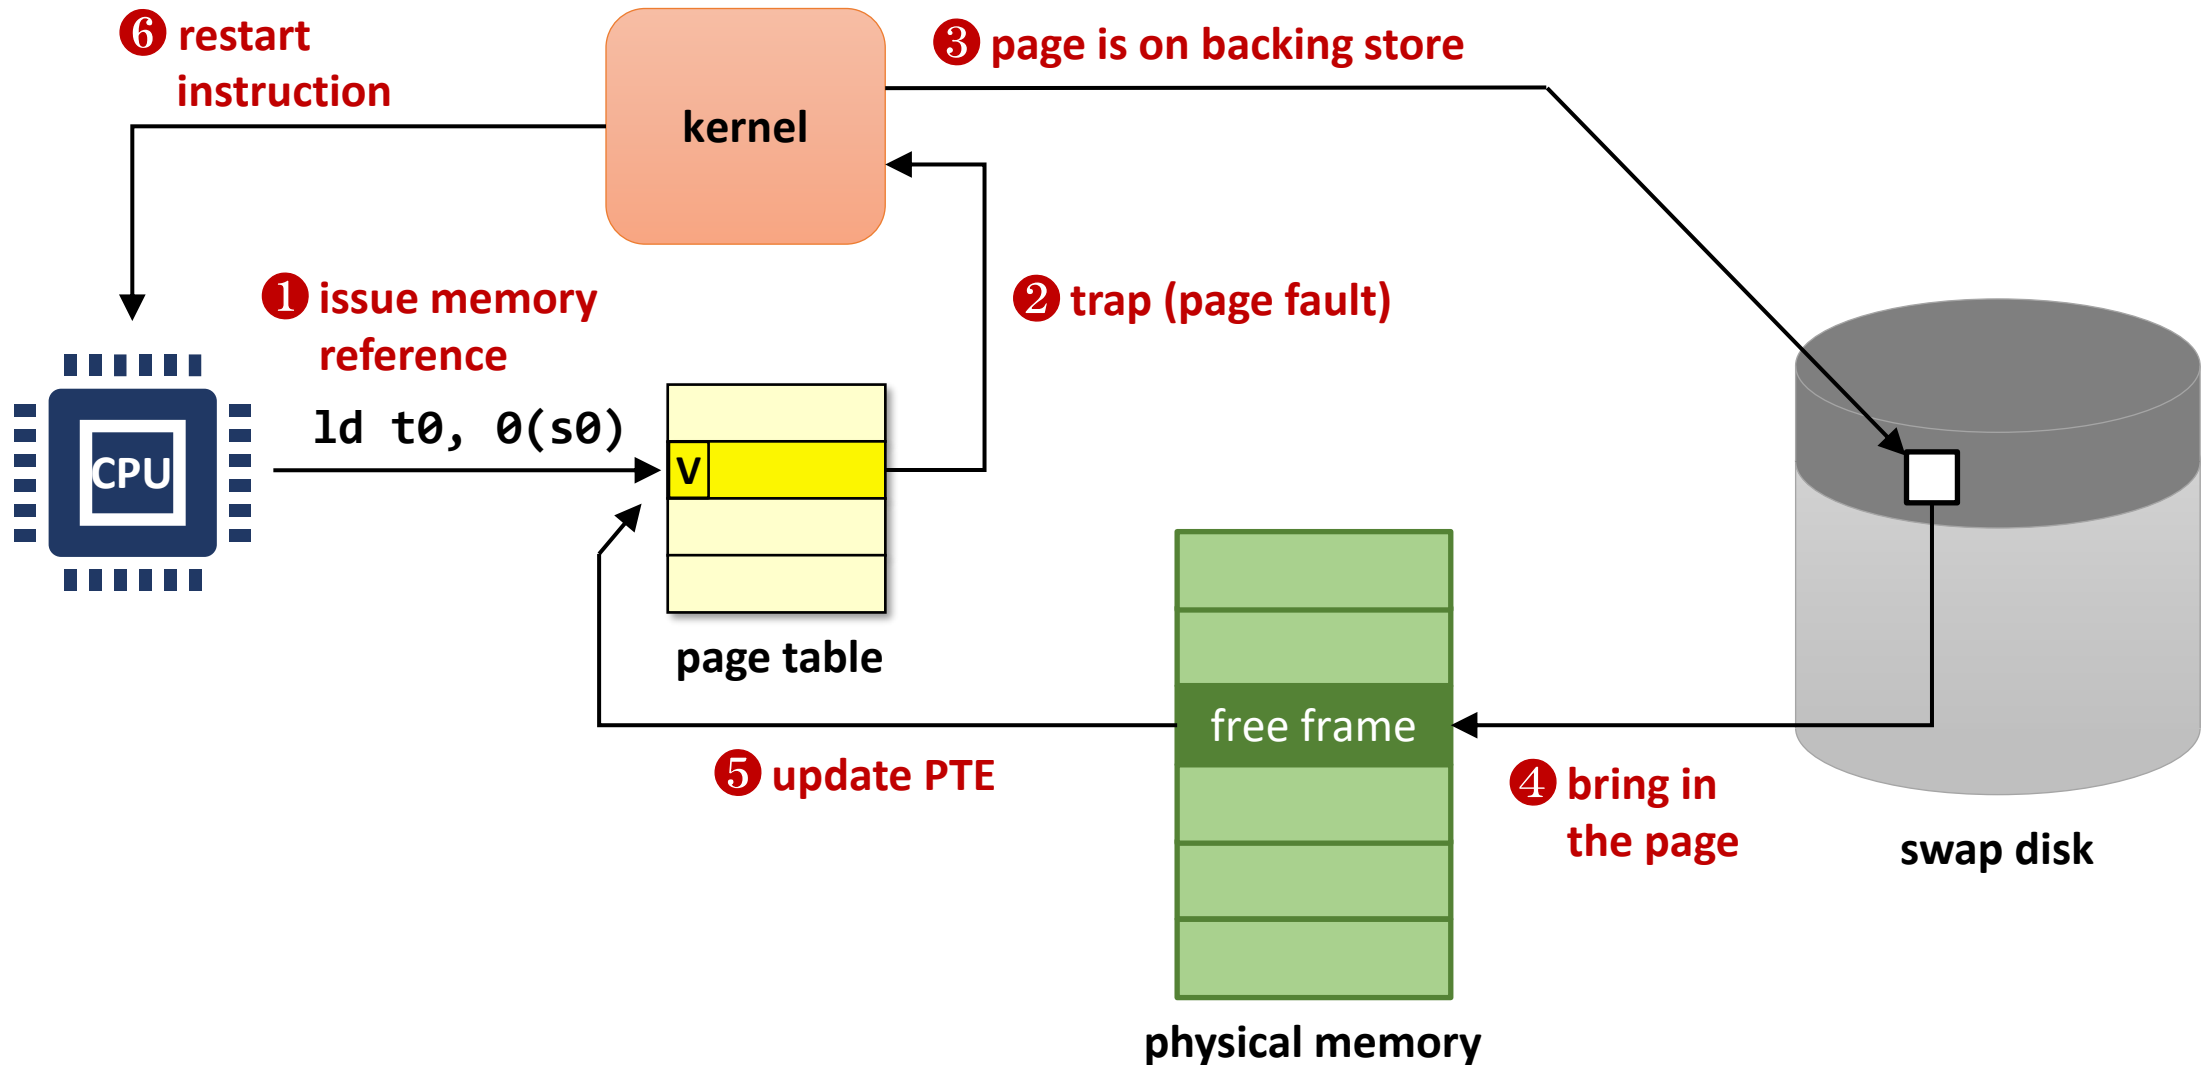 ❻ restart
instruction
kernel
❸ page is on backing store
❶ issue memory
reference
ld t0, 0(s0)
❷ trap (page fault)
CPU
V
page table
free frame
❺ update PTE
❹ bring in
the page
swap disk
physical memory